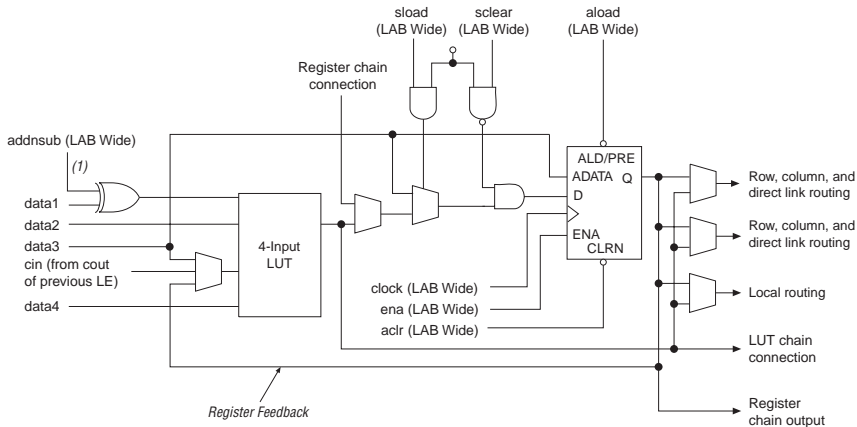 sload
(LAB Wide)
sclear
(LAB Wide)
aload
(LAB Wide)
Register chain
connection
addnsub (LAB Wide)
(1)
data1
data2
data3
cin (from cout
of previous LE)
data4
4-Input
LUT
ALD/PRE
ADATA Q
D
ENA
CLRN
clock (LAB Wide)
ena (LAB Wide)
aclr (LAB Wide)
Row, column, and
direct link routing
Row, column, and
direct link routing
Local routing
LUT chain
connection
Register
chain output
Register Feedback